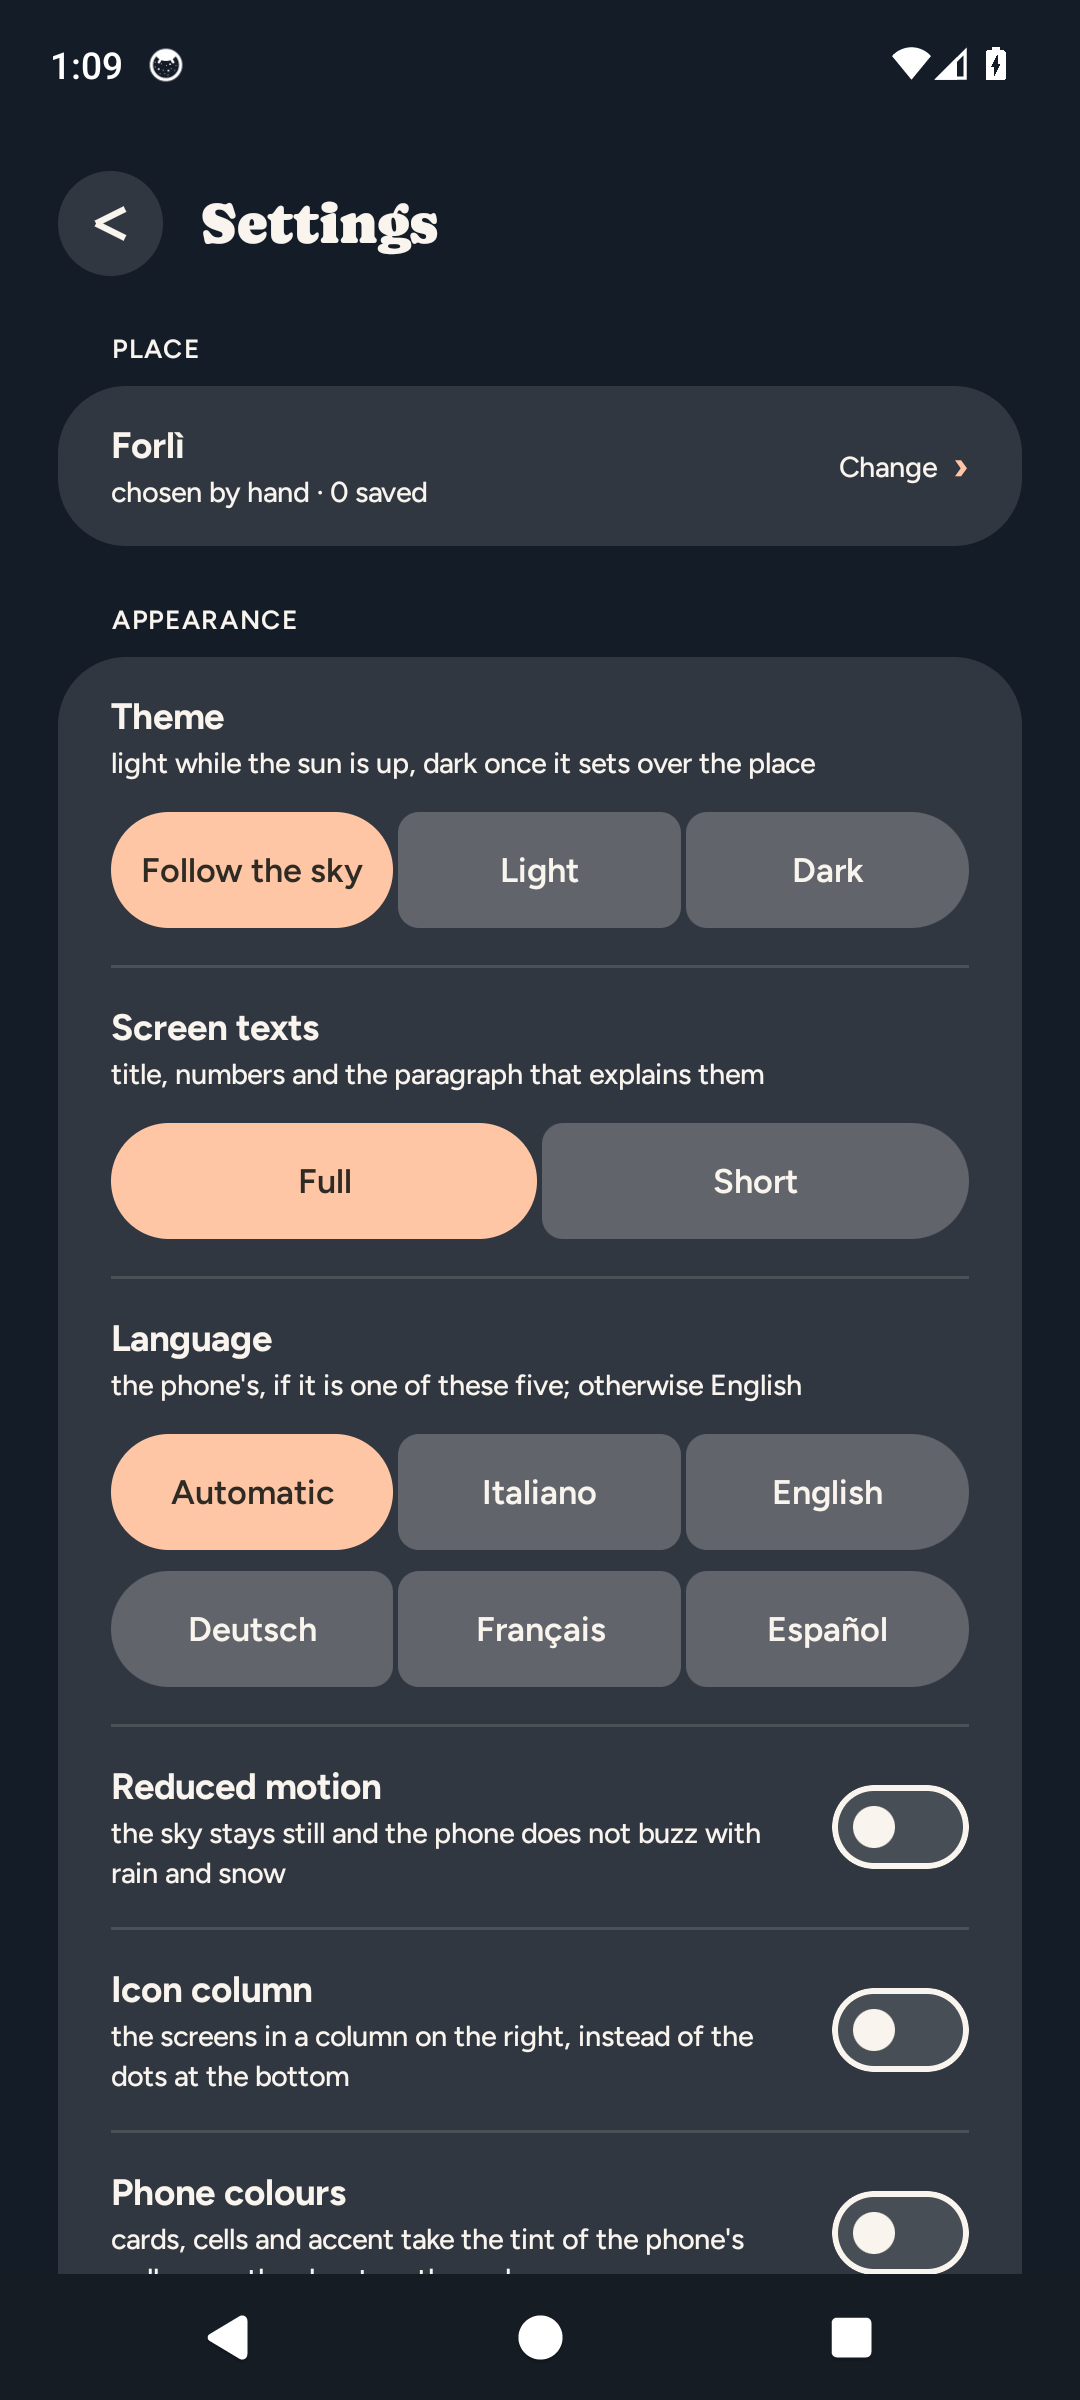 1:09
Settings
PLACE
Forlì
chosen by hand · 0 saved
Change ›
APPEARANCE
Theme
light while the sun is up, dark once it sets over the place
Follow the sky
Light
Dark
Screen texts
title, numbers and the paragraph that explains them
Full
Short
Language
the phone's, if it is one of these five; otherwise English
Automatic
Italiano
English
Deutsch
Français
Español
Reduced motion
the sky stays still and the phone does not buzz with
rain and snow
Icon column
the screens in a column on the right, instead of the
dots at the bottom
Phone colours
cards, cells and accent take the tint of the phone's